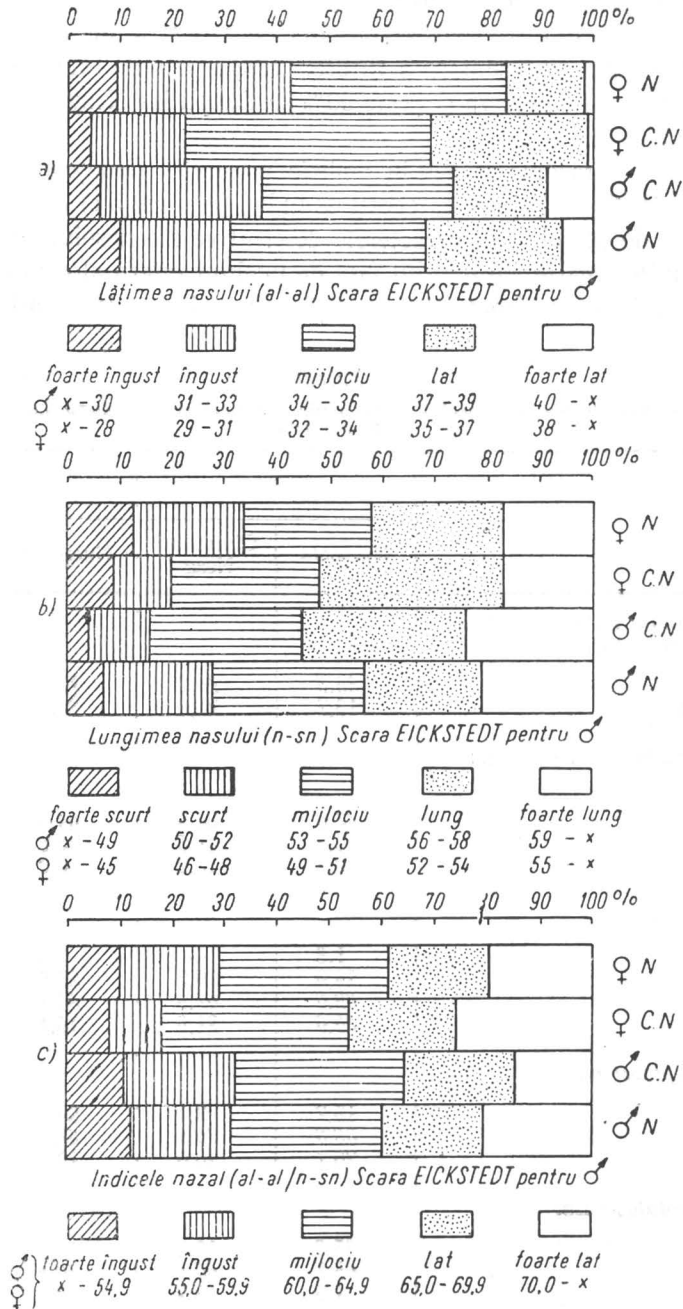 0 10 20 30 40 50 60 70 80 90 100 %
♀ N
♀ C.N
a)
♂ C N
♂ N
Lățimea nasului (al-al) Scara EICKSTEDT pentru ♂
foarte îngust îngust mijlociu lat foarte lat
♂ x - 30 31 - 33 34 - 36 37 - 39 40 - x
♀ x - 28 29 - 31 32 - 34 35 - 37 38 - x
0 10 20 30 40 50 60 70 80 90 100 %
♀ N
♀ C.N
b)
♂ C.N
♂ N
Lungimea nasului (n-sn) Scara EICKSTEDT pentru ♂
foarte scurt scurt mijlociu lung foarte lung
♂ x - 49 50 - 52 53 - 55 56 - 58 59 - x
♀ x - 45 46 - 48 49 - 51 52 - 54 55 - x
0 10 20 30 40 50 60 70 80 90 100 %
♀ N
♀ C.N
c)
♂ C.N
♂ N
Indicele nazal (al-al/n-sn) Scara EICKSTEDT pentru ♂
foarte îngust îngust mijlociu lat foarte lat
♂ ♀ } x - 54,9 55,0 - 59,9 60,0 - 64,9 65,0 - 69,9 70,0 - x